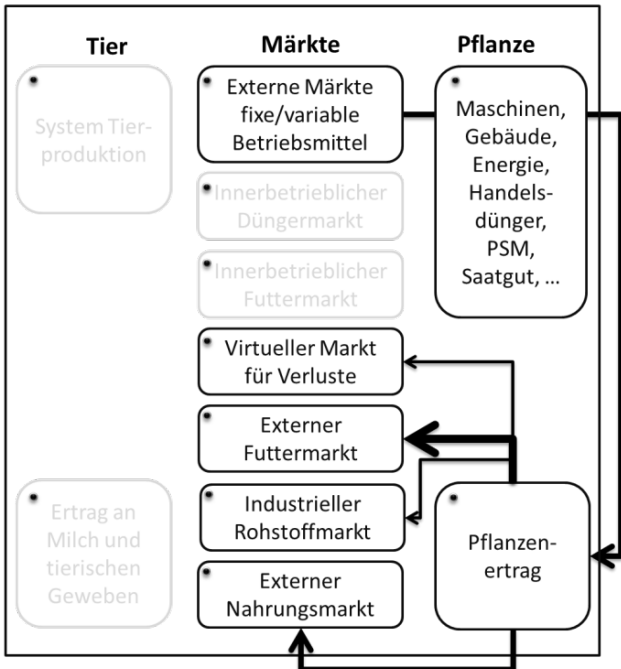 Tier
Märkte
Pflanze
System Tier-
produktion
Externe Märkte
fixe/variable
Betriebsmittel
Maschinen,
Gebäude,
Energie,
Handels-
dünger,
PSM,
Saatgut, ...
Innerbetrieblicher
Düngermarkt
Innerbetrieblicher
Futtermarkt
Virtueller Markt
für Verluste
Externer
Futtermarkt
Ertrag an
Milch und
tierischen
Geweben
Industrieller
Rohstoffmarkt
Pflanzen-
ertrag
Externer
Nahrungsmarkt